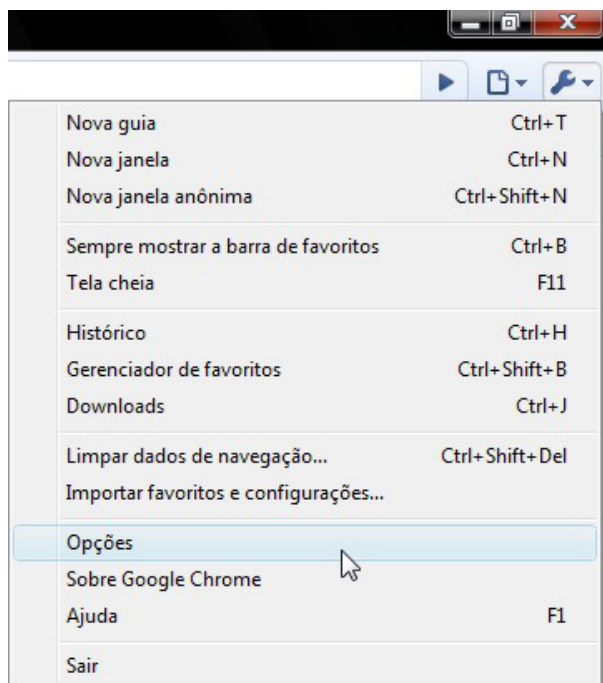 Nova guia Ctrl+T
Nova janela Ctrl+N
Nova janela anônima Ctrl+Shift+N
Sempre mostrar a barra de favoritos Ctrl+B
Tela cheia F11
Histórico Ctrl+H
Gerenciador de favoritos Ctrl+Shift+B
Downloads Ctrl+J
Limpar dados de navegação... Ctrl+Shift+Del
Importar favoritos e configurações...
Opções
Sobre Google Chrome
Ajuda F1
Sair